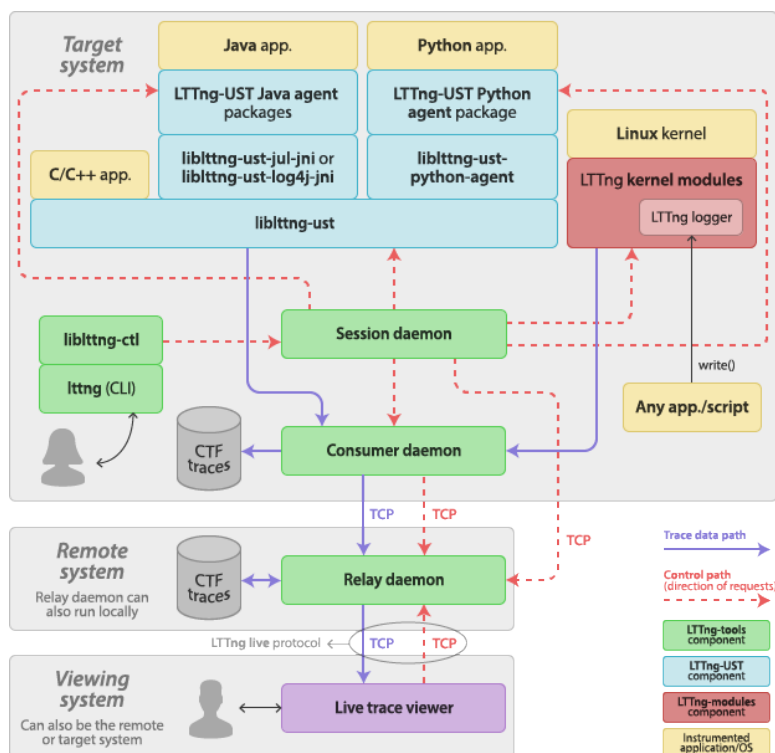 Target
system
Java app.
Python app.
LTTng-UST Java agent
packages
LTTng-UST Python
agent package
Linux kernel
C/C++ app.
liblttng-ust-jul-jni or
liblttng-ust-log4j-jni
liblttng-ust-
python-agent
LTTng kernel modules
LTTng logger
liblttng-ust
liblttng-ctl
Session daemon
lttng (CLI)
write()
Any app./script
CTF
traces
Consumer daemon
TCP
TCP
TCP
Remote
system
Relay daemon can
also run locally
CTF
traces
Relay daemon
LTTng live protocol
TCP
TCP
Viewing
system
Can also be the remote
or target system
Live trace viewer
Trace data path
Control path
(direction of requests)
LTTng-tools
component
LTTng-UST
component
LTTng-modules
component
Instrumented
application/OS